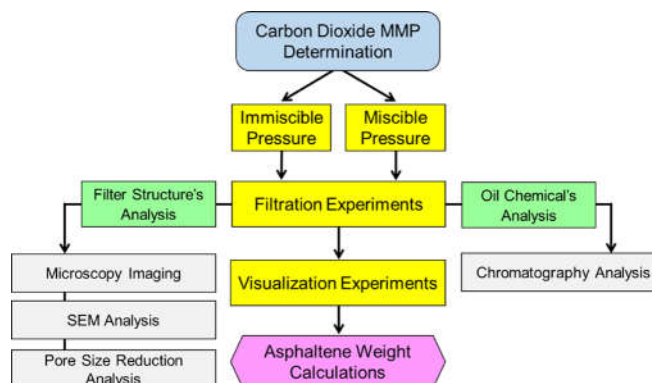 Carbon Dioxide MMP
Determination
Immiscible
Pressure
Miscible
Pressure
Filter Structure's
Analysis
Filtration Experiments
Oil Chemical's
Analysis
Microscopy Imaging
Visualization Experiments
Chromatography Analysis
SEM Analysis
Pore Size Reduction
Analysis
Asphaltene Weight
Calculations